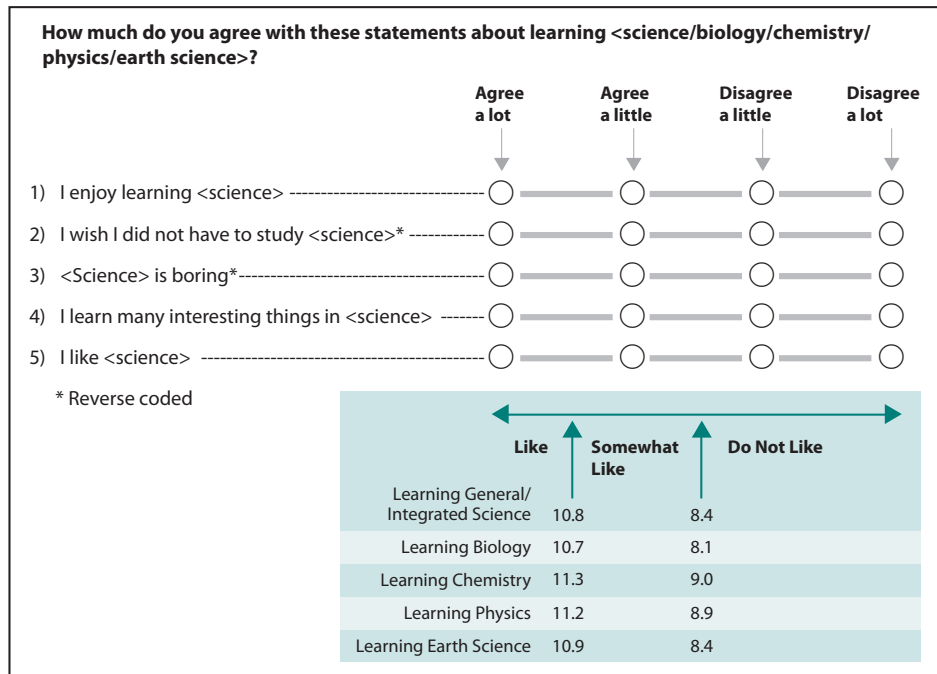 How much do you agree with these statements about learning <science/biology/chemistry/
physics/earth science>?
Agree a lot
Agree a little
Disagree a little
Disagree a lot
1) I enjoy learning <science>
2) I wish I did not have to study <science>*
3) <Science> is boring*
4) I learn many interesting things in <science>
5) I like <science>
* Reverse coded
Like
Somewhat Like
Do Not Like
Learning General/
Integrated Science 10.8 8.4
Learning Biology 10.7 8.1
Learning Chemistry 11.3 9.0
Learning Physics 11.2 8.9
Learning Earth Science 10.9 8.4